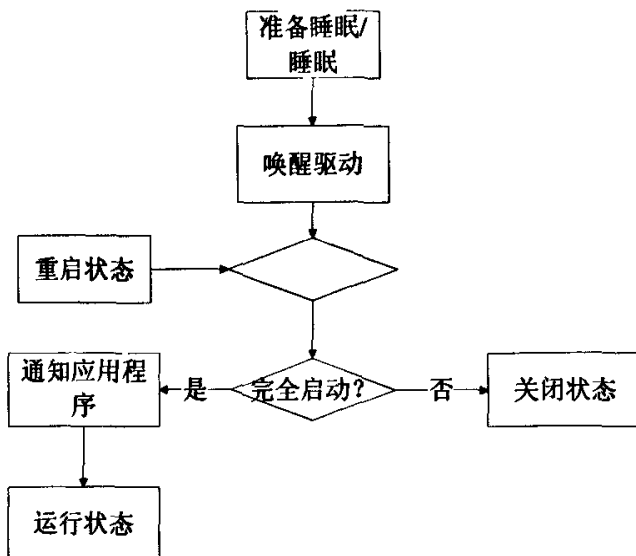 准备睡眠/
睡眠
唤醒驱动
重启状态
通知应用程
序
是
完全启动?
否
关闭状态
运行状态